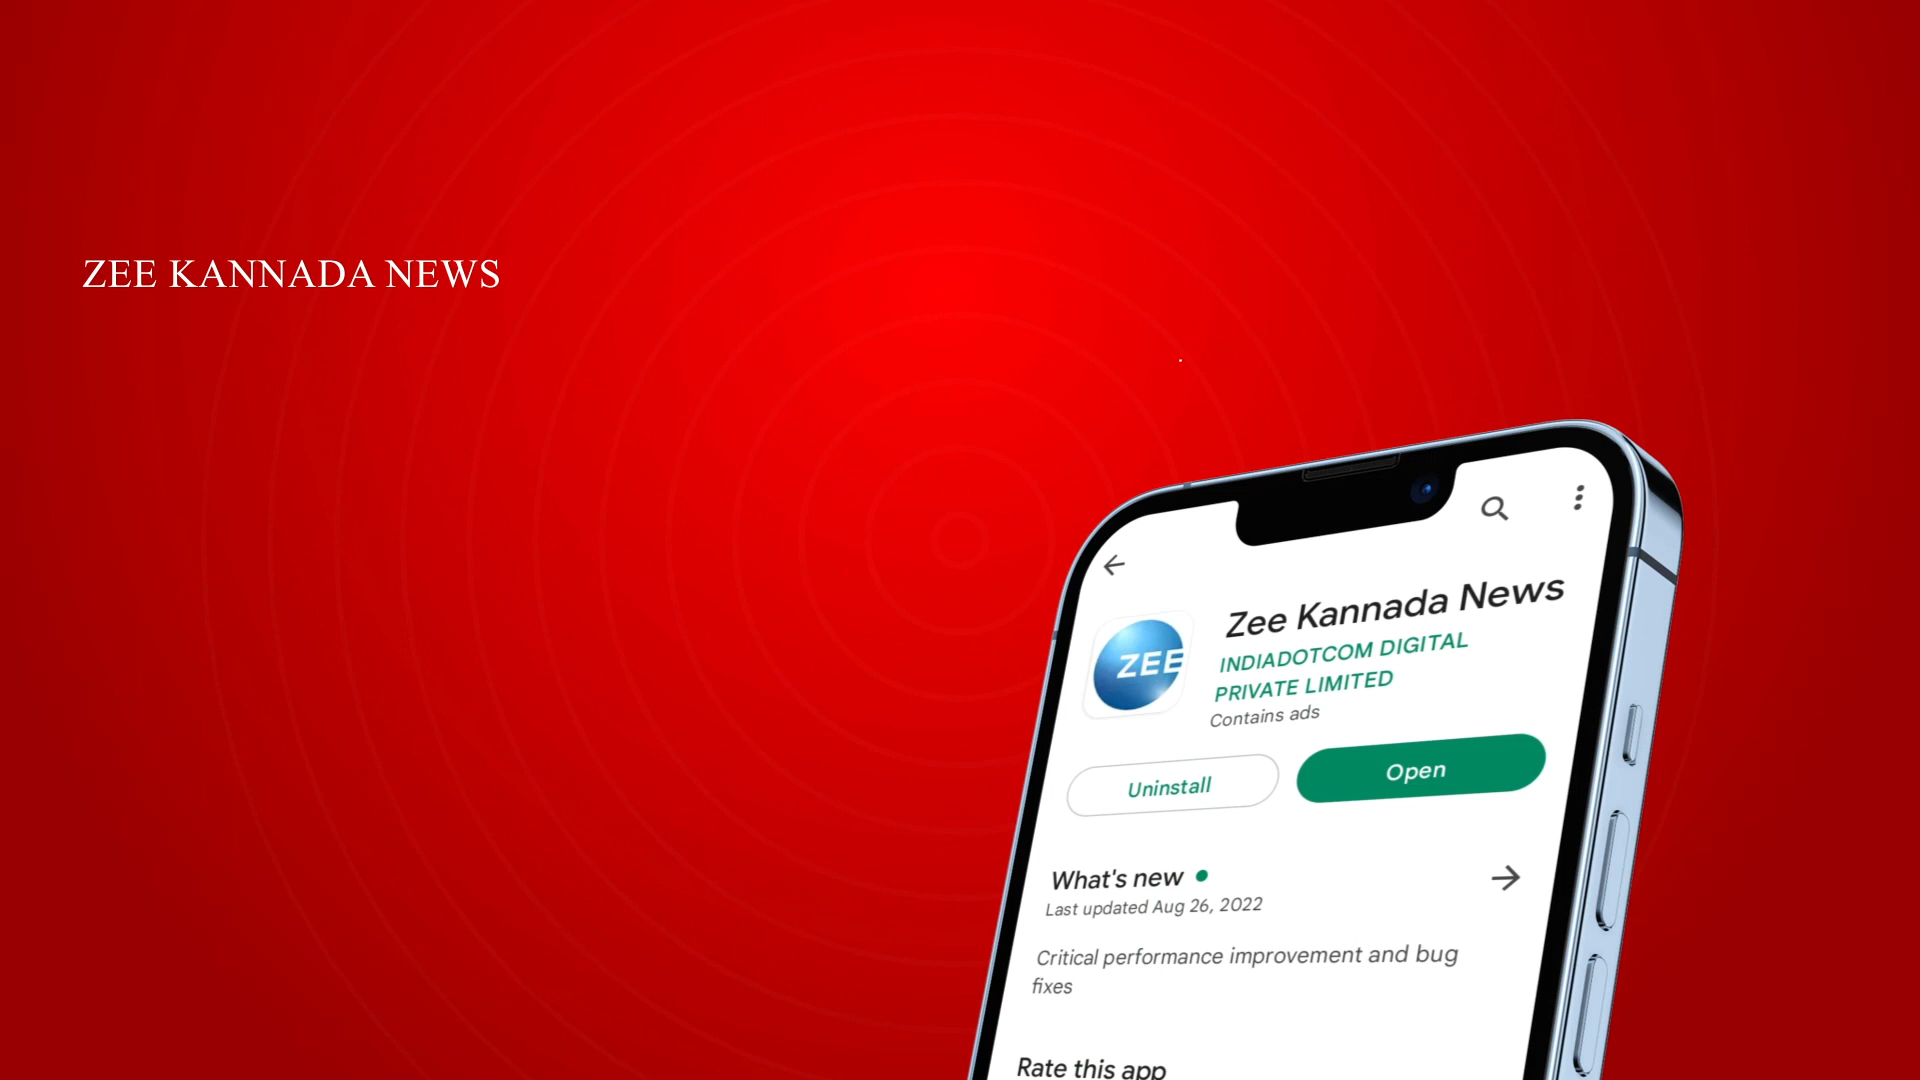 ZEE KANNADA NEWS
Zee Kannada News
INDIADOTCOM DIGITAL
PRIVATE LIMITED
Contains ads
ZEE
Uninstall
Open
What's new
Last updated Aug 26, 2022
Critical performance improvement and bug
fixes
Rate this app